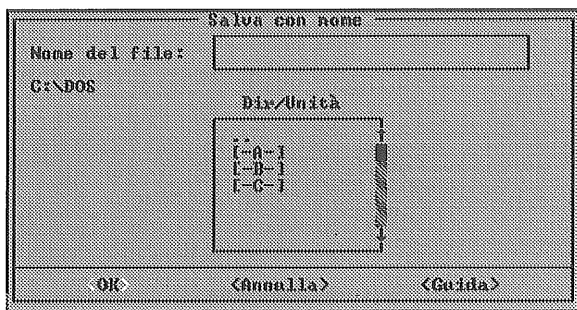 Salva con nome
Nome del file:
C:\DOS
Dir/Unità
..
[-A-]
[-B-]
[-C-]
<OK> <Annulla> <Guida>